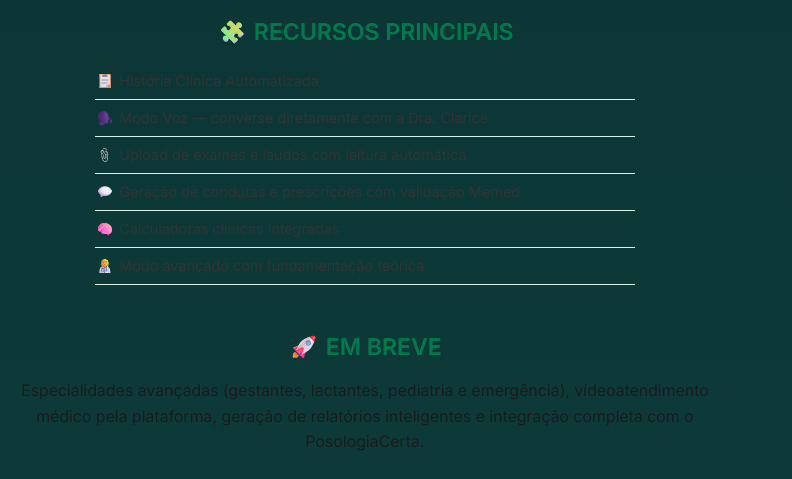 RECURSOS PRINCIPAIS
História Clínica Automatizada
Modo Voz — converse diretamente com a Dra. Clarice
Upload de exames e laudos com leitura automática
Geração de condutas e prescrições com validação Memed
Calculadoras clínicas integradas
Modo avançado com fundamentação teórica
EM BREVE
Especialidades avançadas (gestantes, lactantes, pediatria e emergência), videoatendimento
médico pela plataforma, geração de relatórios inteligentes e integração completa com o
PosologiaCerta.